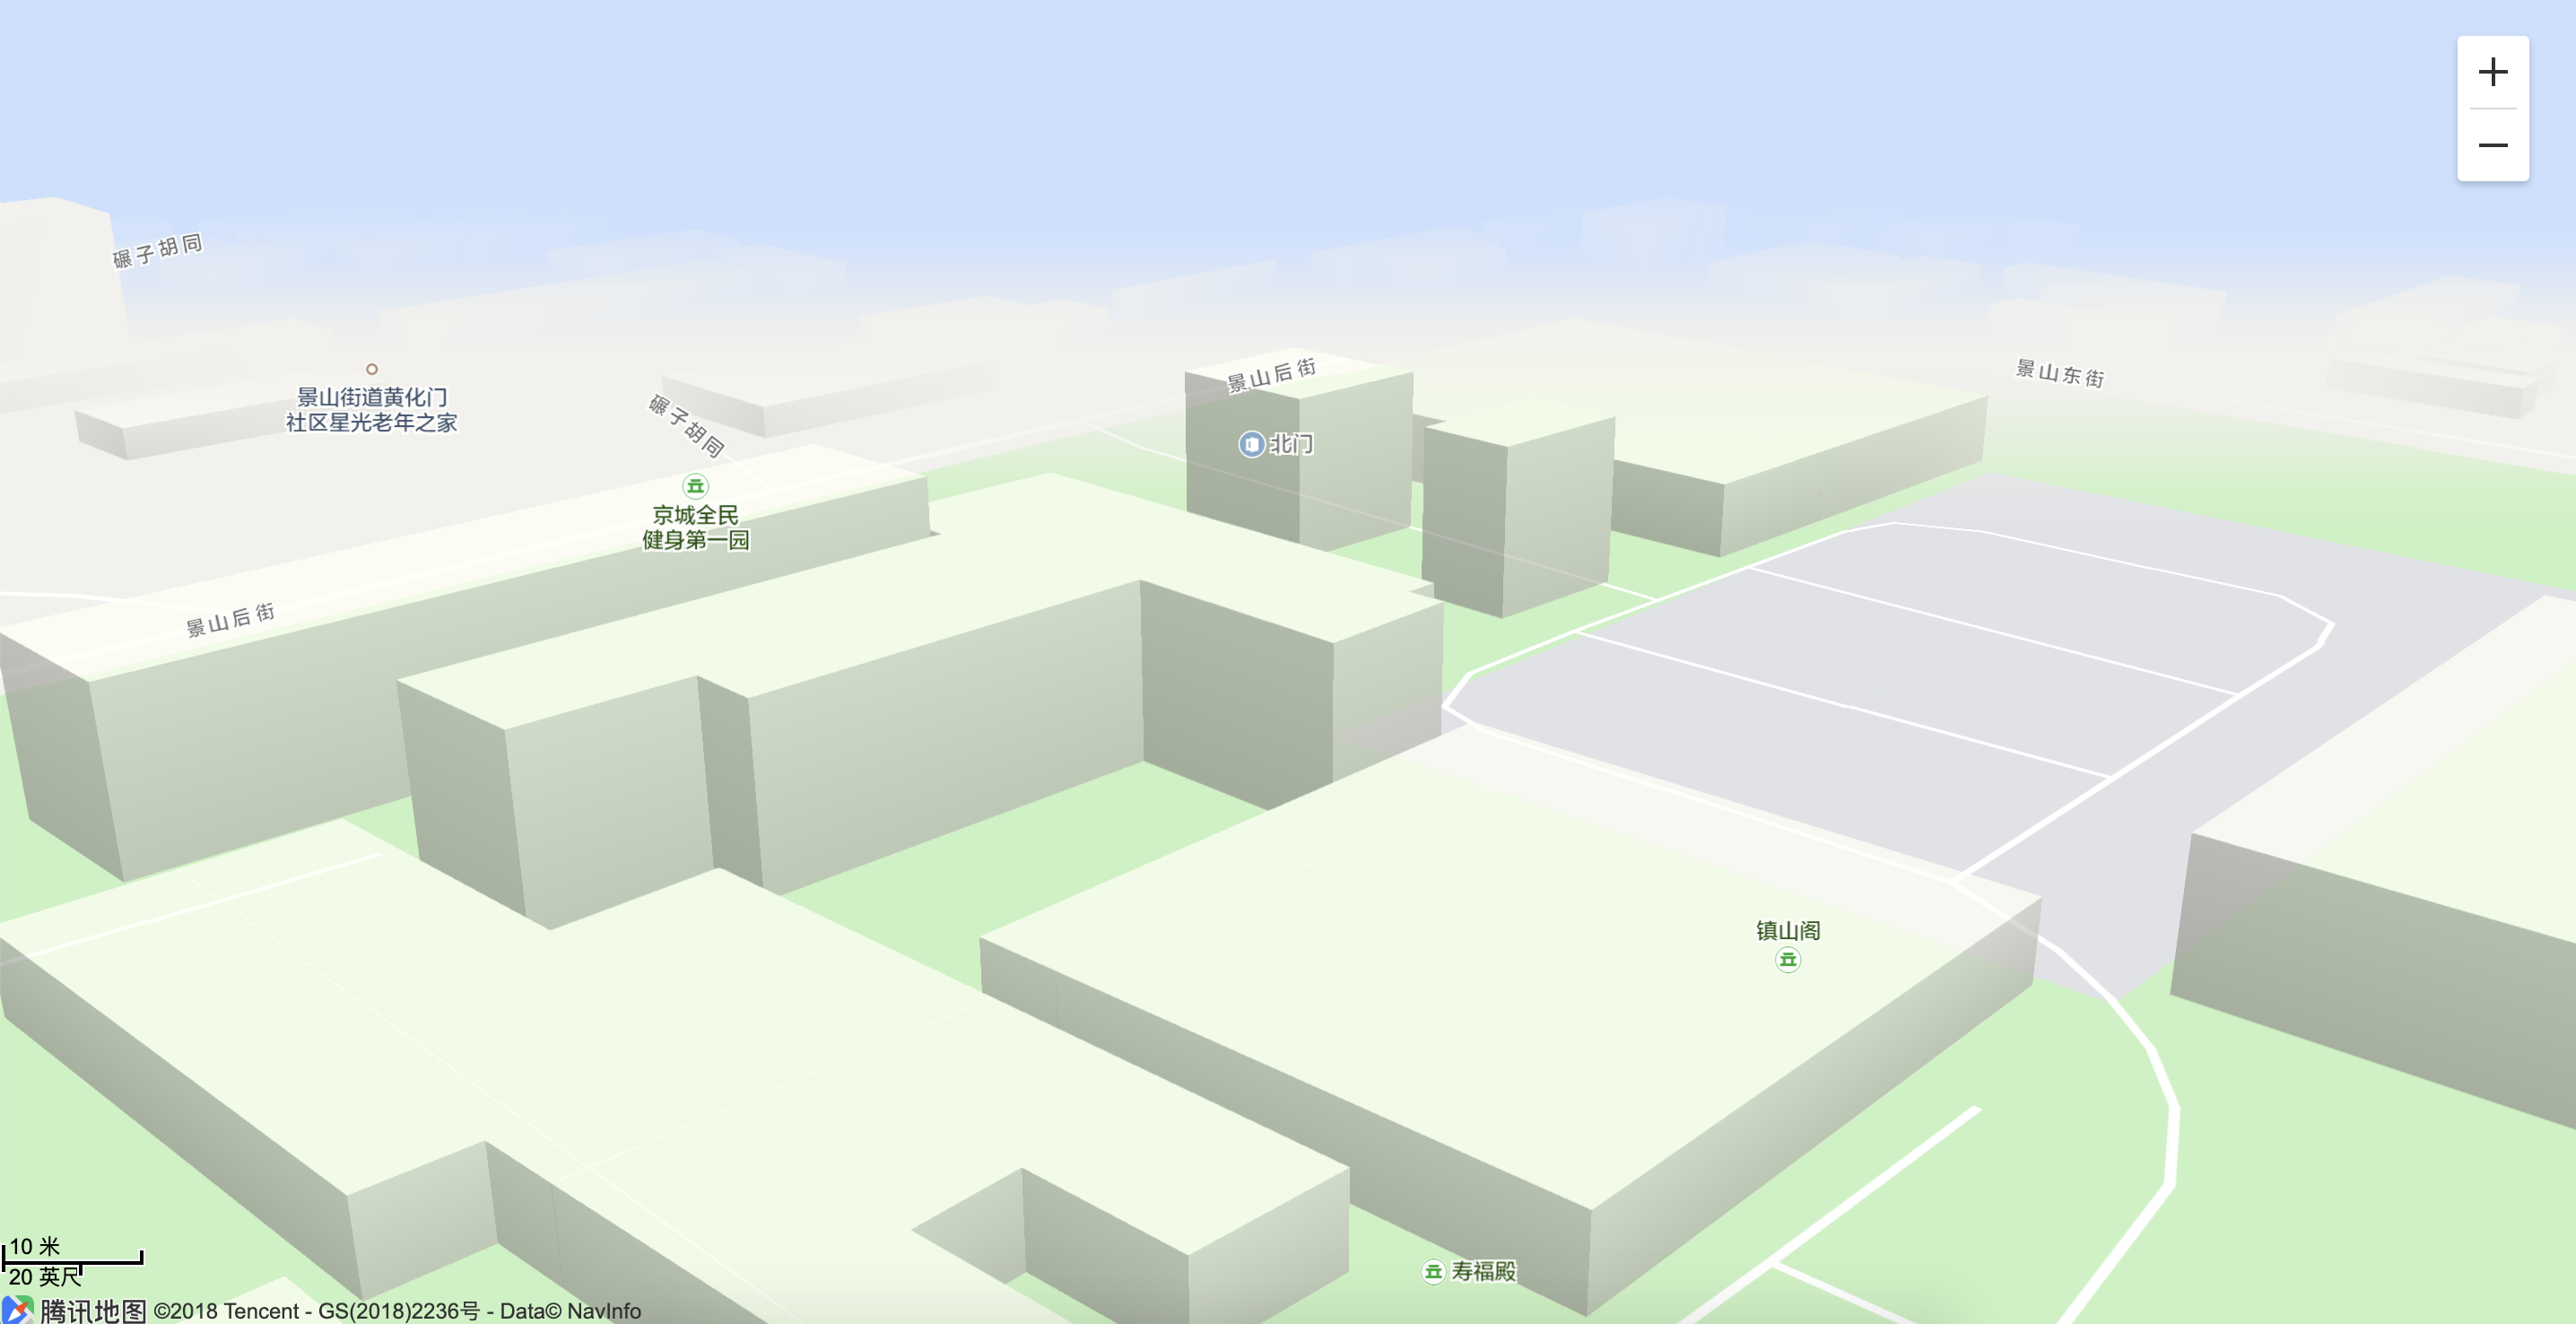 碾子胡同
景山后街
景山东街
景山街道黄化门
社区星光老年之家
碾子胡同
北门
京城全民
健身第一园
景山后街
镇山阁
寿福殿
10 米
20 英尺
腾讯地图 ©2018 Tencent - GS(2018)2236号 - Data© NavInfo